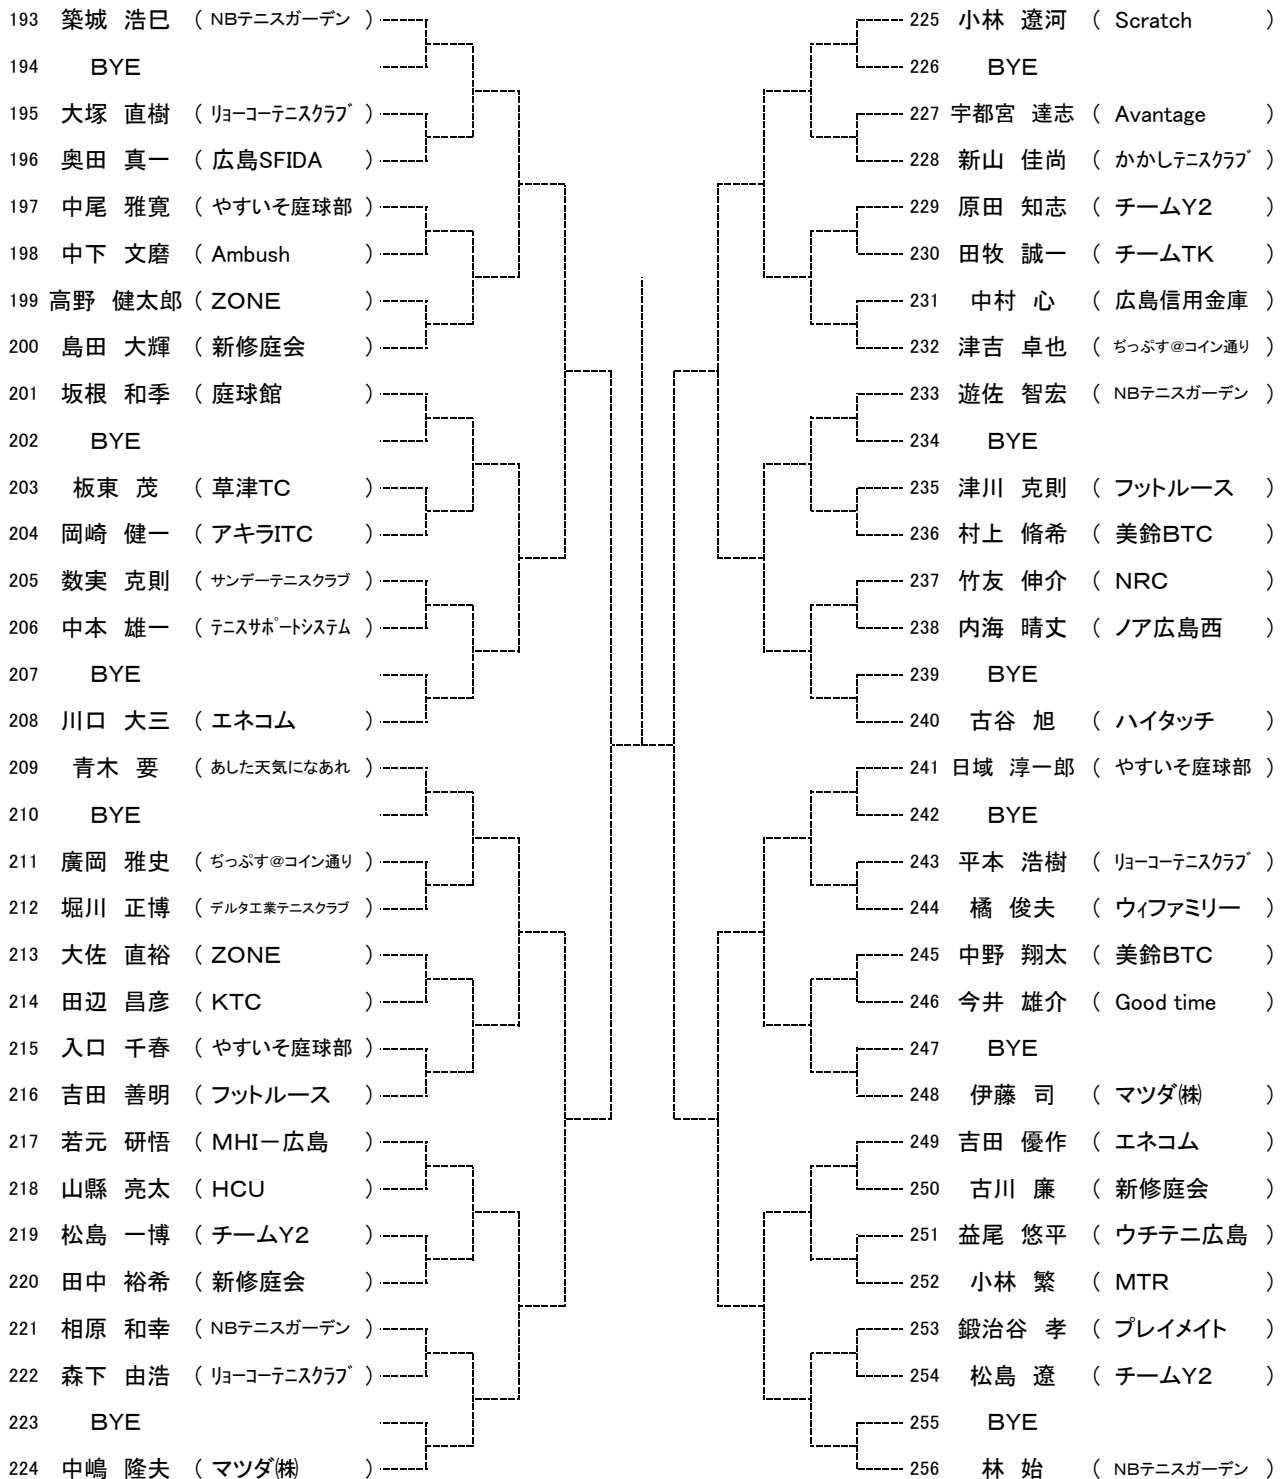 193 築城 浩巳 ( NBテニスガーデン )
194 BYE
195 大塚 直樹 ( リョーコーテニスクラブ )
196 奥田 真一 ( 広島SFIDA )
197 中尾 雅寛 ( やすいそ庭球部 )
198 中下 文磨 ( Ambush )
199 高野 健太郎 ( ZONE )
200 島田 大輝 ( 新修庭会 )
201 坂根 和季 ( 庭球館 )
202 BYE
203 板東 茂 ( 草津TC )
204 岡崎 健一 ( アキラITC )
205 数実 克則 ( サンデーテニスクラブ )
206 中本 雄一 ( テニスサポートシステム )
207 BYE
208 川口 大三 ( エネコム )
209 青木 要 ( あした天気になあれ )
210 BYE
211 廣岡 雅史 ( ぢっぷす@コイン通り )
212 堀川 正博 ( デルタ工業テニスクラブ )
213 大佐 直裕 ( ZONE )
214 田辺 昌彦 ( KTC )
215 入口 千春 ( やすいそ庭球部 )
216 吉田 善明 ( フットルース )
217 若元 研悟 ( MHI－広島 )
218 山縣 亮太 ( HCU )
219 松島 一博 ( チームY2 )
220 田中 裕希 ( 新修庭会 )
221 相原 和幸 ( NBテニスガーデン )
222 森下 由浩 ( リョーコーテニスクラブ )
223 BYE
224 中嶋 隆夫 ( マツダ㈱ )
225 小林 遼河 ( Scratch )
226 BYE
227 宇都宮 達志 ( Avantage )
228 新山 佳尚 ( かかしテニスクラブ )
229 原田 知志 ( チームY2 )
230 田牧 誠一 ( チームTK )
231 中村 心 ( 広島信用金庫 )
232 津吉 卓也 ( ぢっぷす@コイン通り )
233 遊佐 智宏 ( NBテニスガーデン )
234 BYE
235 津川 克則 ( フットルース )
236 村上 脩希 ( 美鈴BTC )
237 竹友 伸介 ( NRC )
238 内海 晴丈 ( ノア広島西 )
239 BYE
240 古谷 旭 ( ハイタッチ )
241 日域 淳一郎 ( やすいそ庭球部 )
242 BYE
243 平本 浩樹 ( リョーコーテニスクラブ )
244 橘 俊夫 ( ウィファミリー )
245 中野 翔太 ( 美鈴BTC )
246 今井 雄介 ( Good time )
247 BYE
248 伊藤 司 ( マツダ㈱ )
249 吉田 優作 ( エネコム )
250 古川 廉 ( 新修庭会 )
251 益尾 悠平 ( ウチテニ広島 )
252 小林 繁 ( MTR )
253 鍛治谷 孝 ( プレイメイト )
254 松島 遼 ( チームY2 )
255 BYE
256 林 始 ( NBテニスガーデン )